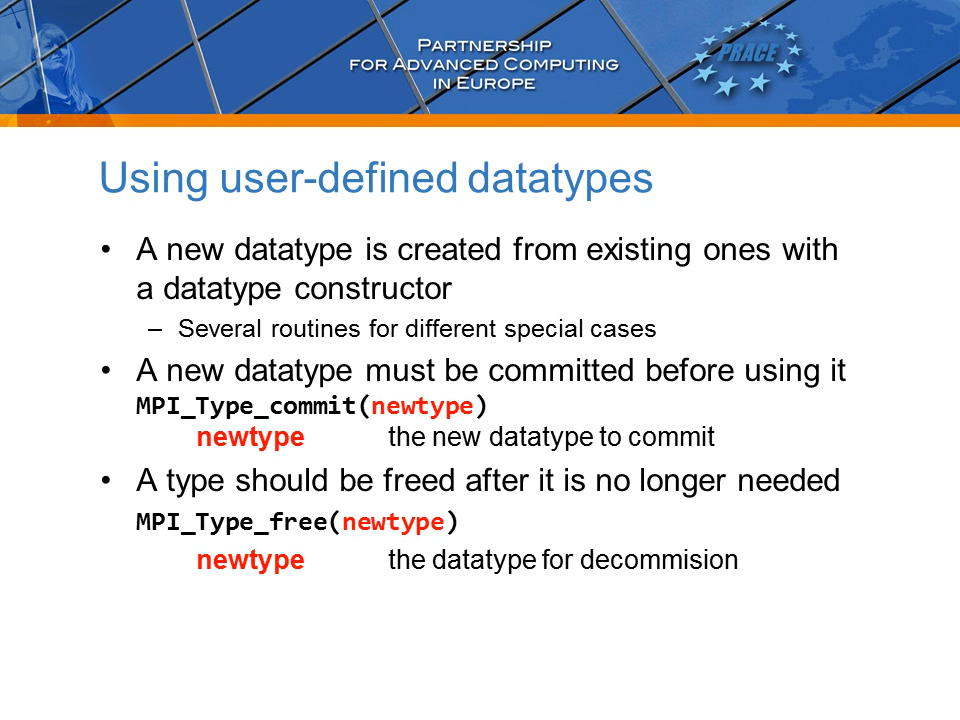 PARTNERSHIP
FOR ADVANCED COMPUTING
IN EUROPE
PRACE
Using user-defined datatypes
• A new datatype is created from existing ones with
a datatype constructor
– Several routines for different special cases
• A new datatype must be committed before using it
MPI_Type_commit(newtype)
newtype the new datatype to commit
• A type should be freed after it is no longer needed
MPI_Type_free(newtype)
newtype the datatype for decommision